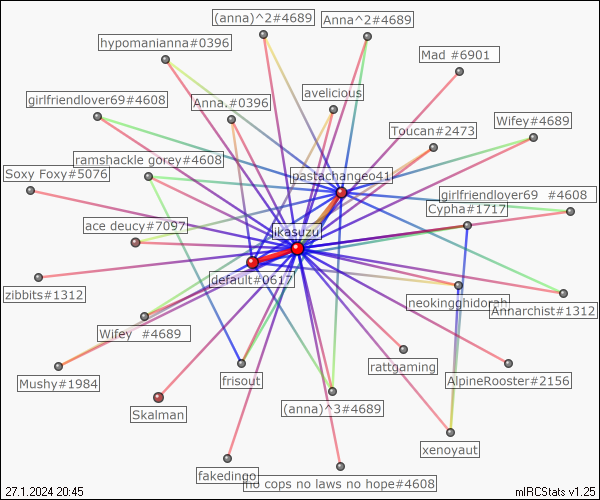 (anna)^2#4689
Anna^2#4689
hypomanianna#0396
Mad #6901
girlfriendlover69#4608
Anna.#0396
avelicious
Toucan#2473
Wifey#4689
ramshackle gorey#4608
Soxy Foxy#5076
pastachangeo41
girlfriendlover69 #4608
Cypha#1717
ace deucy#7097
ikasuzu
default#0617
zibbits#1312
neokingghidorah
Annarchist#1312
Wifey #4689
rattgaming
Mushy#1984
frisout
AlpineRooster#2156
Skalman
(anna)^3#4689
xenoyaut
fakedingo
no cops no laws no hope#4608
27.1.2024 20:45
mIRCStats v1.25